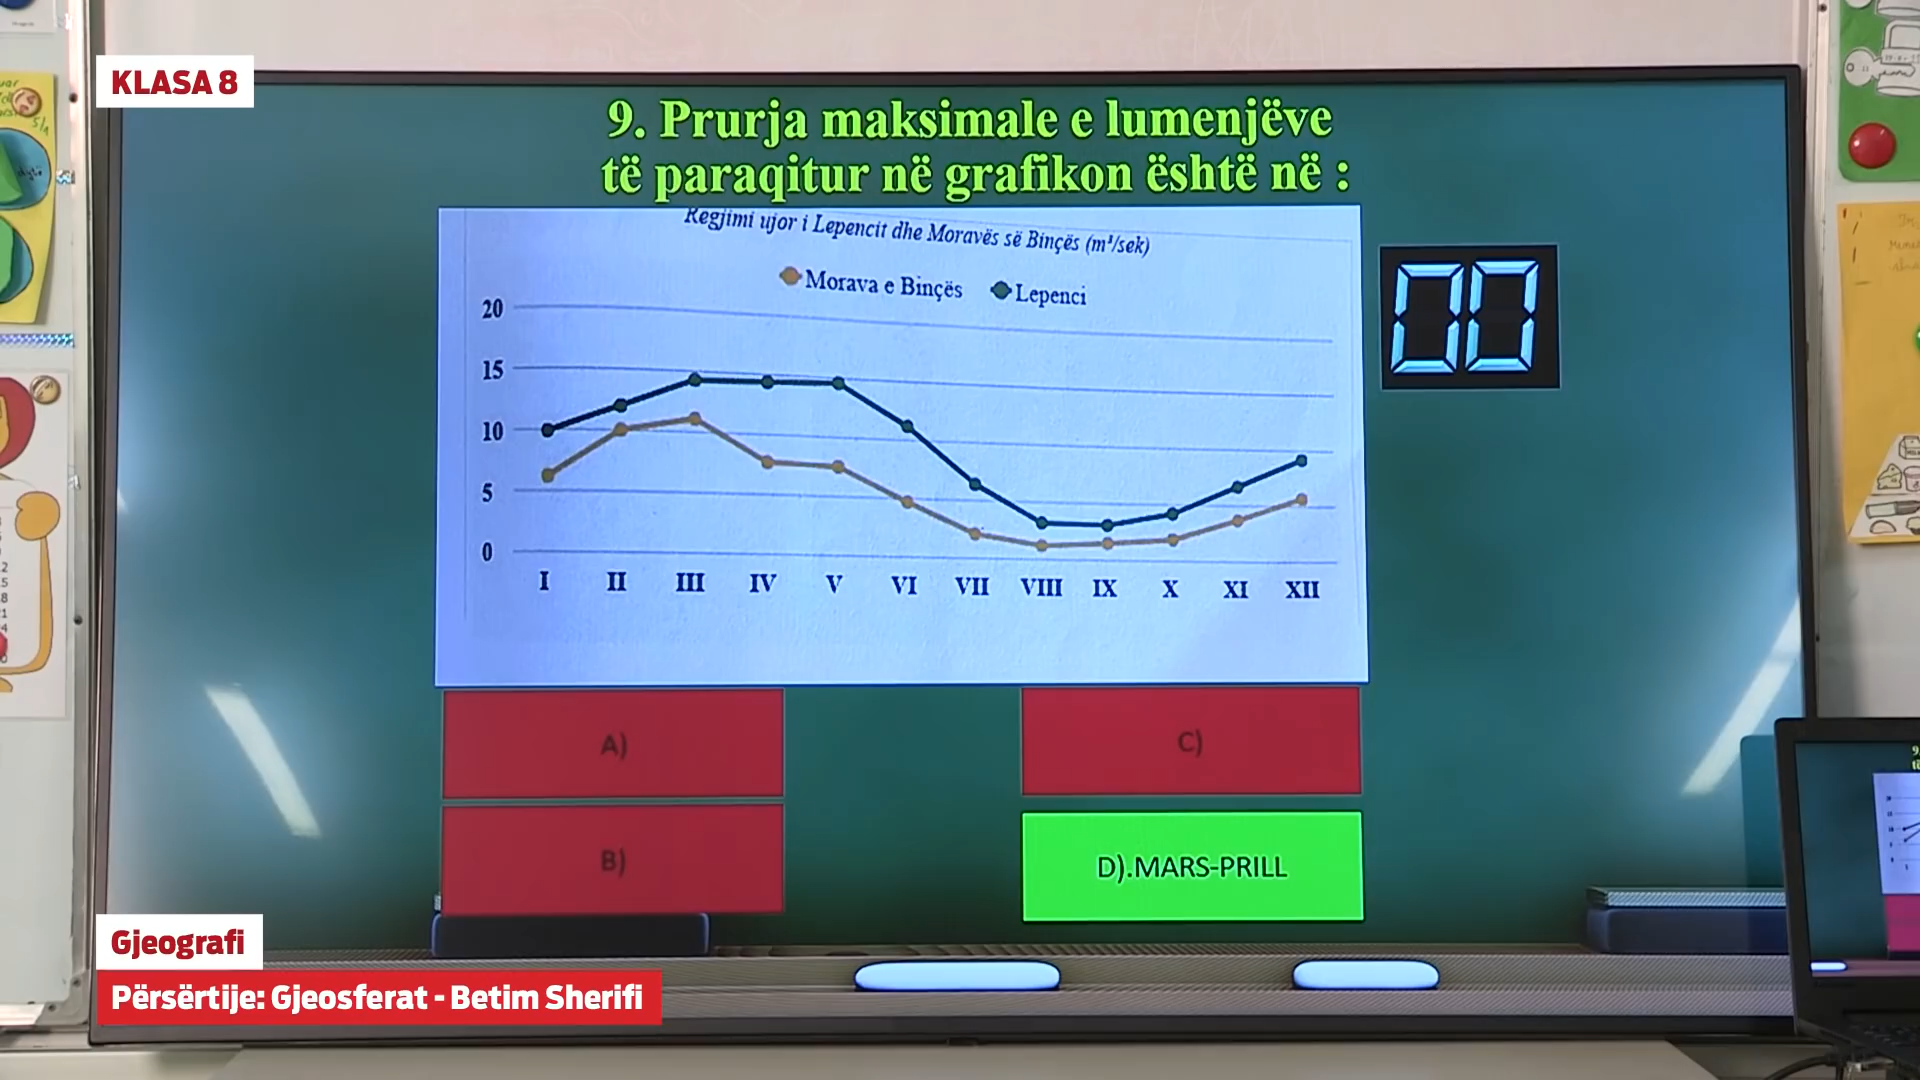 KLASA 8
9. Prurja maksimale e lumenjëve
të paraqitur në grafikon është në :
Regjimi ujor i Lepencit dhe Moravës së Binçës (m³/sek)
Morava e Binçës Lepenci
20
15
10
5
0
I II III IV V VI VII VIII IX X XI XII
00
A)
C)
B)
D).MARS-PRILL
Gjeografi
Përsërtije: Gjeosferat - Betim Sherifi